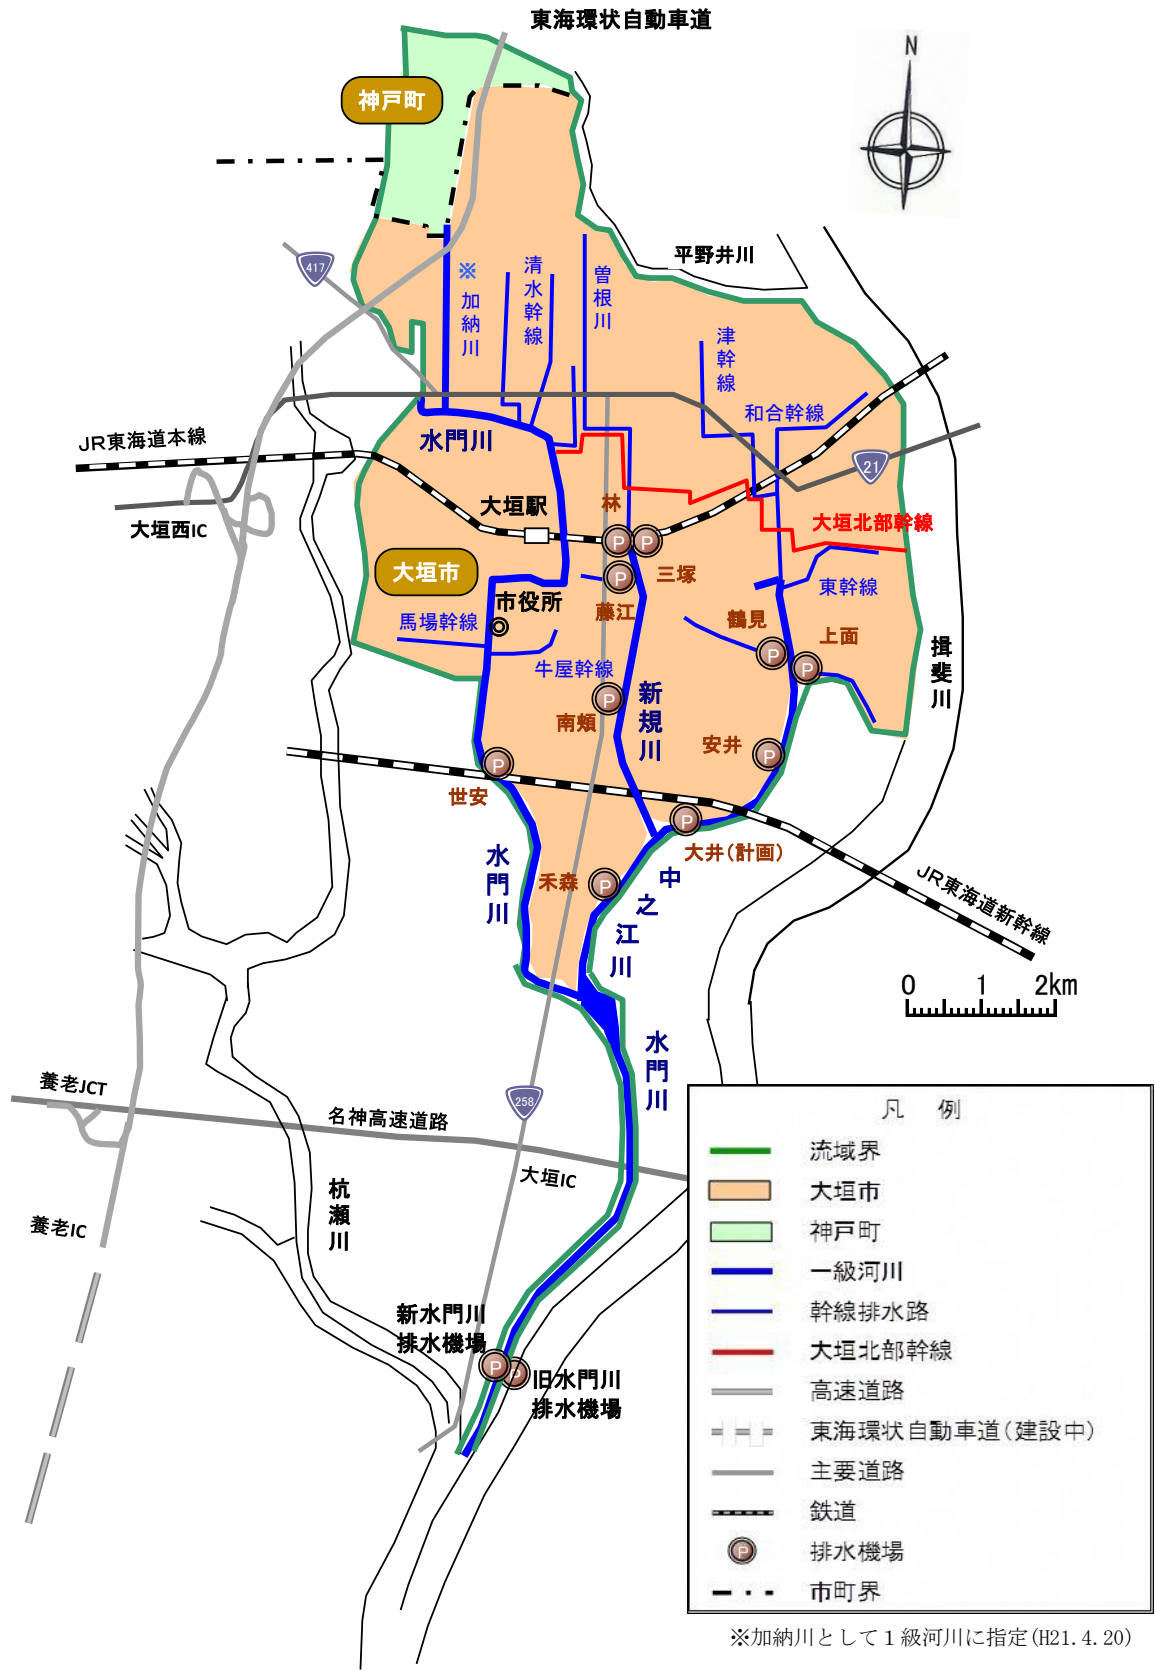 東海環状自動車道
N
神戸町
平野井川
417
※
加納川
清水幹線
曽根川
津幹線
和合幹線
JR東海道本線
水門川
21
大垣西IC
大垣駅
林
P
P
大垣北部幹線
三塚
大垣市
P
市役所
藤江
東幹線
馬場幹線
鶴見
上面
P
P
牛屋幹線
揖斐川
P
新規川
南頬
安井
P
P
世安
P
大井(計画)
水門川
禾森
P
中之江川
JR東海道新幹線
0 1 2km
水門川
養老JCT
258
名神高速道路
大垣IC
杭瀬川
養老IC
新水門川
排水機場
P
P
旧水門川
排水機場
凡 例
流域界
大垣市
神戸町
一級河川
幹線排水路
大垣北部幹線
高速道路
東海環状自動車道(建設中)
主要道路
鉄道
P
排水機場
市町界
※加納川として１級河川に指定(H21.4.20)